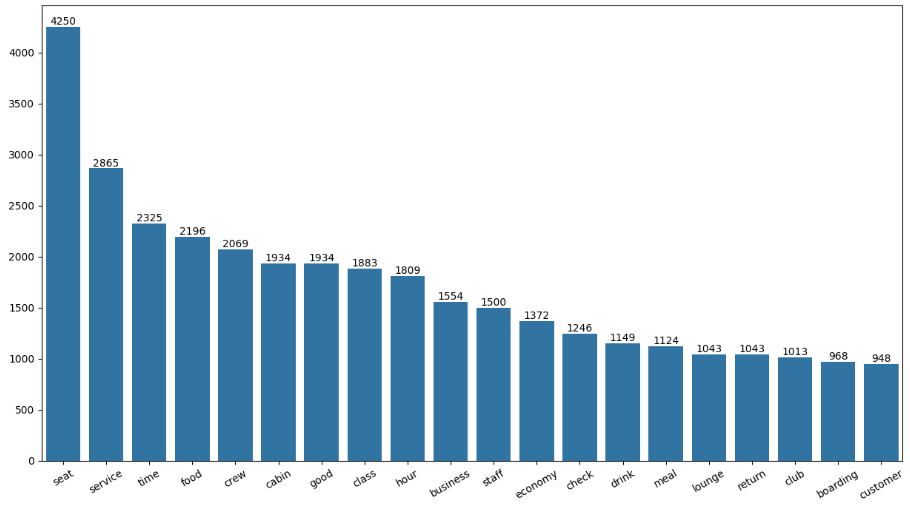 4250
2865
2325
2196
2069
1934
1934
1883
1809
1554
1500
1372
1246
1149
1124
1043
1043
1013
968
948
4000
3500
3000
2500
2000
1500
1000
500
0
seat
service
time
food
crew
cabin
good
class
hour
business
staff
economy
check
drink
meal
lounge
return
club
boarding
customer